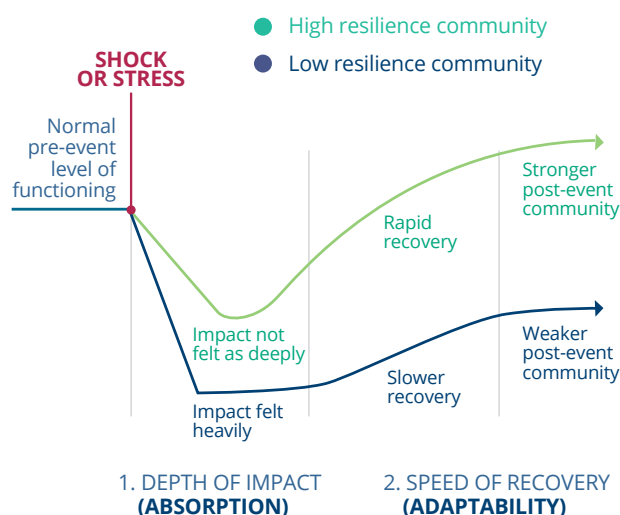 High resilience community
Low resilience community
SHOCK
OR STRESS
Normal
pre-event
level of
functioning
Stronger
post-event
community
Rapid
recovery
Impact not
felt as deeply
Weaker
post-event
community
Slower
recovery
Impact felt
heavily
1. DEPTH OF IMPACT
(ABSORPTION)
2. SPEED OF RECOVERY
(ADAPTABILITY)